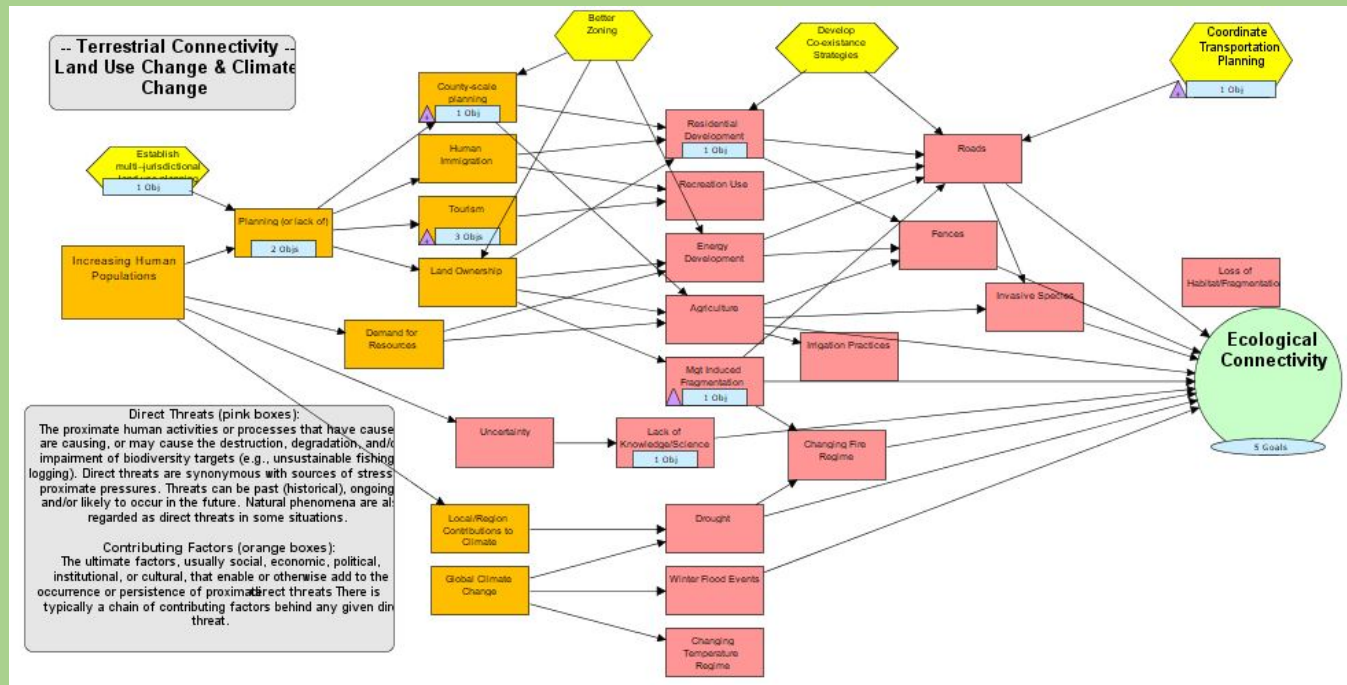 -- Terrestrial Connectivity --
Land Use Change & Climate
Change
Better
Zoning
Develop
Co-existance
Strategies
Coordinate
Transportation
Planning
1 Obj
Establish
multi-jurisdictional
land use planning
1 Obj
County-scale
planning
1 Obj
Human
Immigration
Tourism
3 Objs
Planning (or lack of)
2 Objs
Increasing Human
Populations
Land Ownership
Demand for
Resources
Residential
Development
1 Obj
Recreation Use
Energy
Development
Agriculture
Mgt Induced
Fragmentation
1 Obj
Roads
Fences
Invasive Species
Irrigation Practices
Loss of
Habitat/Fragmentatio
Ecological
Connectivity
5 Goals
Uncertainty
Lack of
Knowledge/Science
1 Obj
Changing Fire
Regime
Local/Region
Contributions to
Climate
Drought
Global Climate
Change
Winter Flood Events
Changing
Temperature
Regime
Direct Threats (pink boxes):
The proximate human activities or processes that have cause
are causing, or may cause the destruction, degradation, and/o
impairment of biodiversity targets (e.g., unsustainable fishing
logging). Direct threats are synonymous with sources of stress
proximate pressures. Threats can be past (historical), ongoing
and/or likely to occur in the future. Natural phenomena are als
regarded as direct threats in some situations.
Contributing Factors (orange boxes):
The ultimate factors, usually social, economic, political,
institutional, or cultural, that enable or otherwise add to the
occurrence or persistence of proximate direct threats There is
typically a chain of contributing factors behind any given dire
threat.